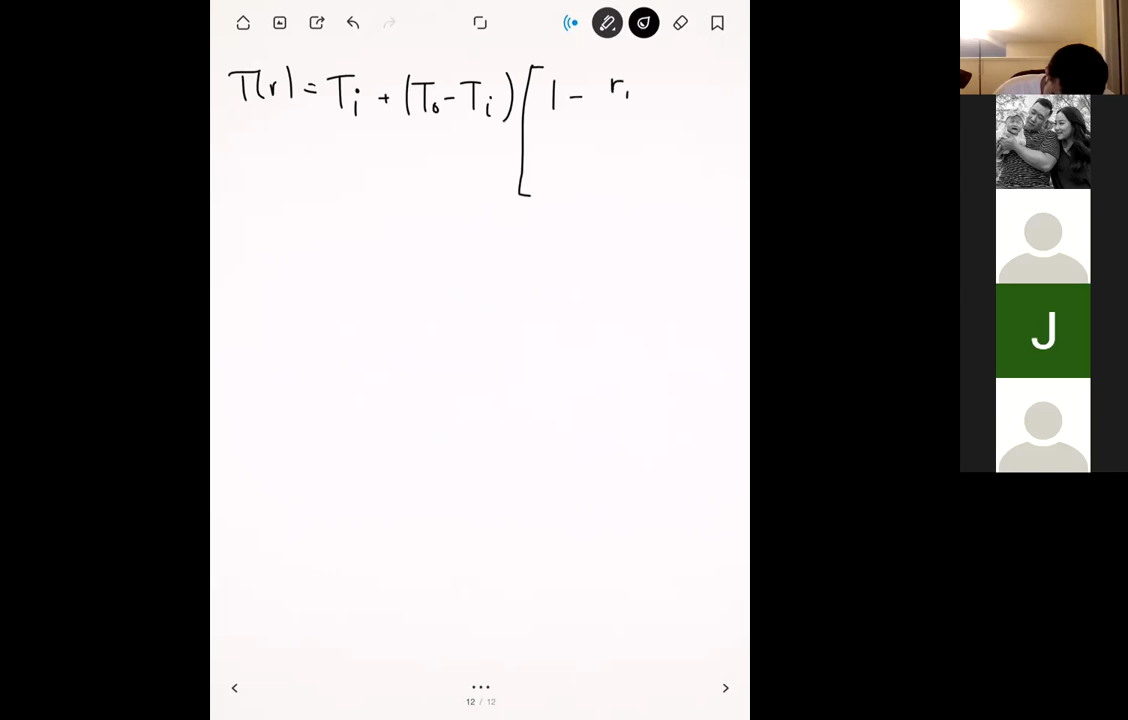 T(r) = Ti + (To - Ti) [ 1 - r,
J
12 / 12